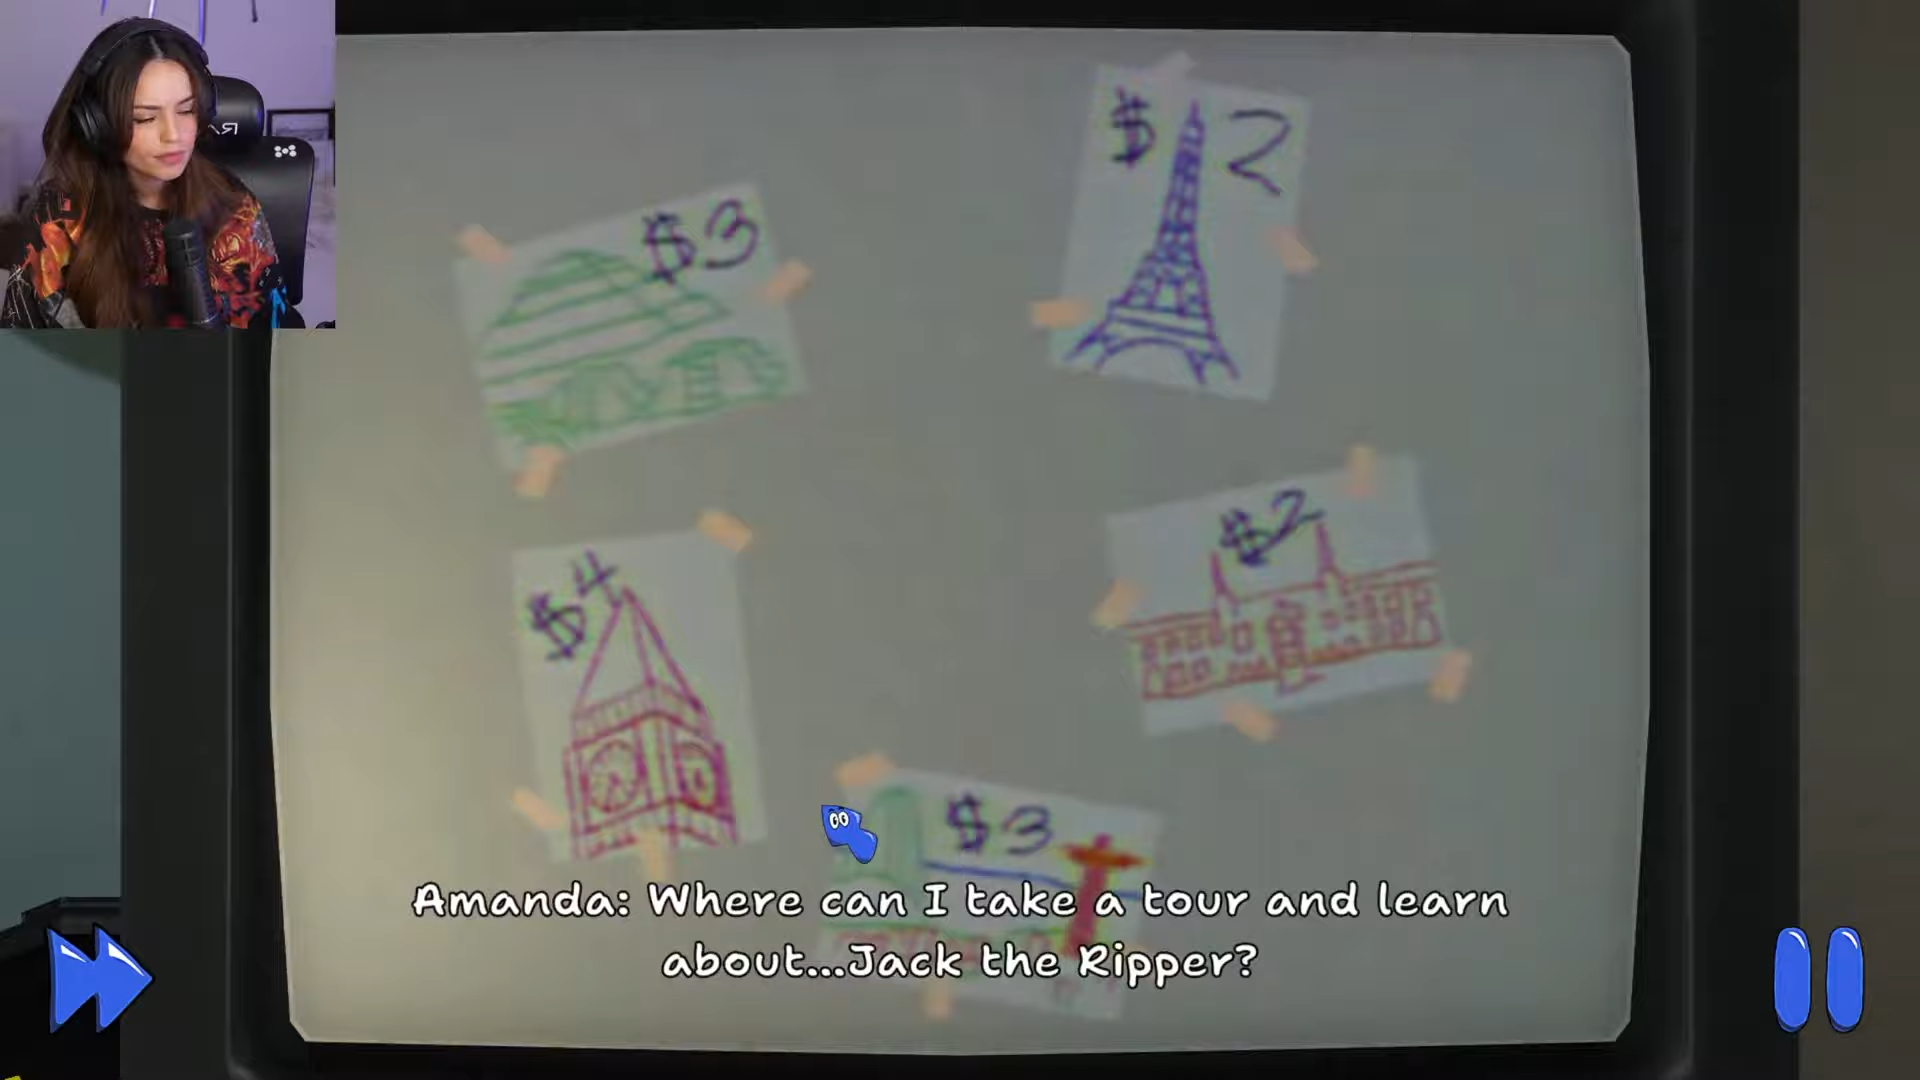 $ 2
$3
$2
$4
$3
Amanda: Where can I take a tour and learn
about...Jack the Ripper?